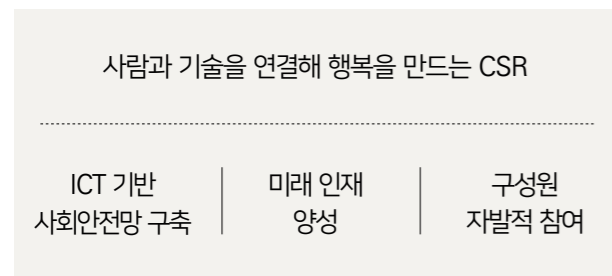 사람과 기술을 연결해 행복을 만드는 CSR
ICT 기반
사회안전망 구축
미래 인재
양성
구성원
자발적 참여